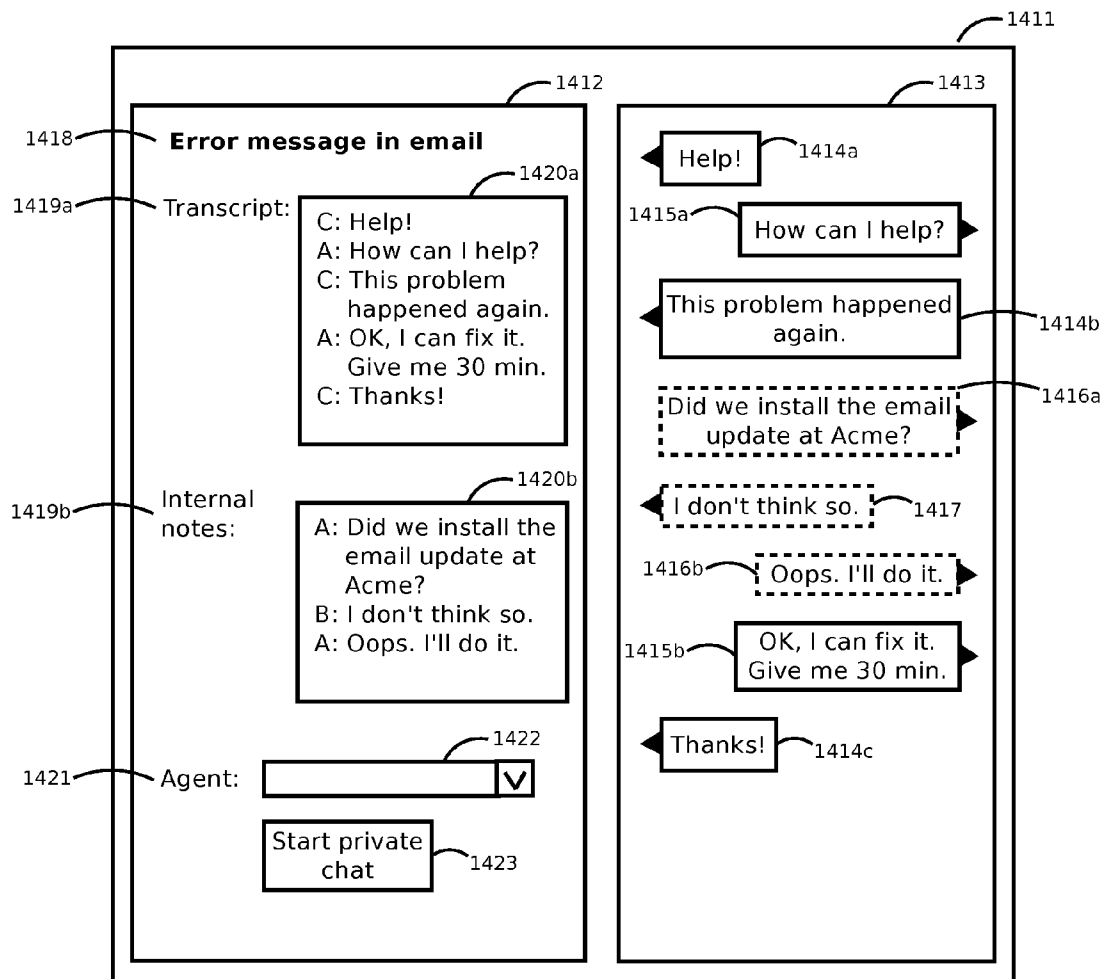 1411
1412
1418
Error message in email
1419a
Transcript:
1420a
C: Help!
A: How can I help?
C: This problem
happened again.
A: OK, I can fix it.
Give me 30 min.
C: Thanks!
1419b
Internal
notes:
1420b
A: Did we install the
email update at
Acme?
B: I don't think so.
A: Oops. I'll do it.
1421
Agent:
1422
V
Start private
chat
1423
1413
Help!
1414a
1415a
How can I help?
This problem happened
again.
1414b
Did we install the email
update at Acme?
1416a
I don't think so.
1417
1416b
Oops. I'll do it.
1415b
OK, I can fix it.
Give me 30 min.
Thanks!
1414c